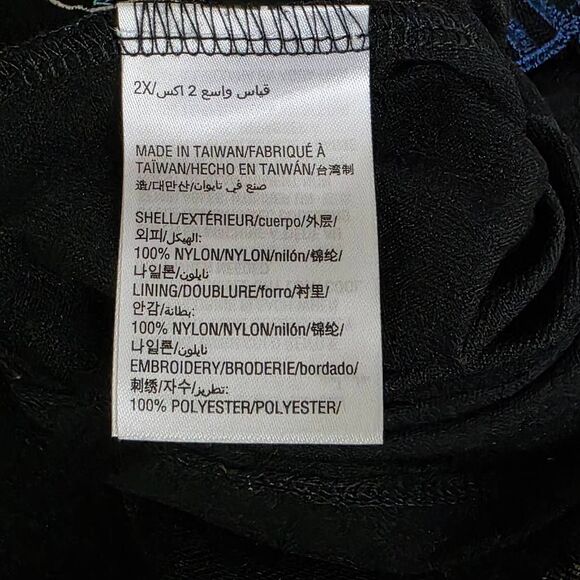 2X/قياس واسع 2 اكس
MADE IN TAIWAN/FABRIQUÉ À
TAÏWAN/HECHO EN TAIWÁN/台湾制
造/대만산/صنع في تايوان
SHELL/EXTÉRIEUR/cuerpo/外层/
외피/الهيكل:
100% NYLON/NYLON/nilón/锦纶/
나일론/نايلون
LINING/DOUBLURE/forro/衬里/
안감/بطانة:
100% NYLON/NYLON/nilón/锦纶/
나일론/نايلون
EMBROIDERY/BRODERIE/bordado/
刺绣/자수/تطريز:
100% POLYESTER/POLYESTER/